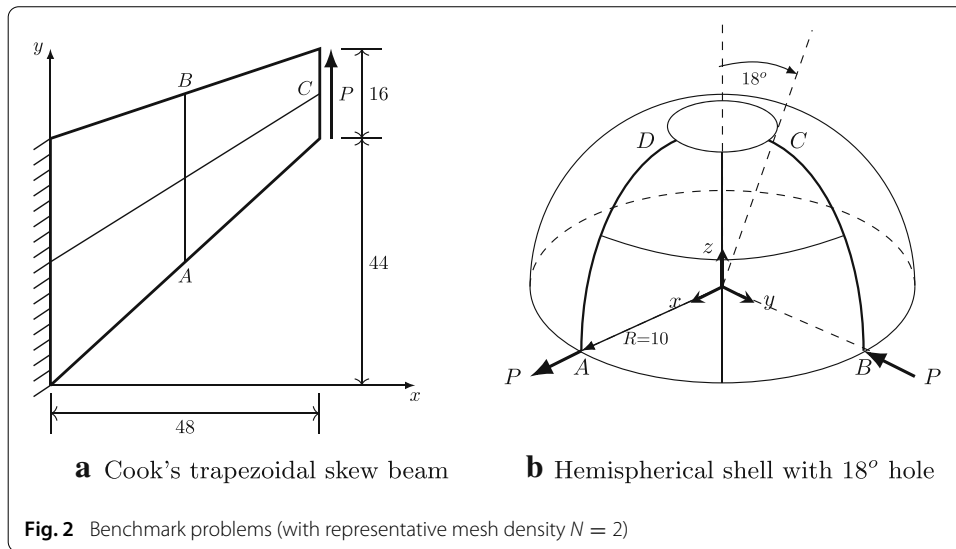 y
B
C
P
16
A
44
x
48
a Cook's trapezoidal skew beam
18°
D
C
z
x
y
R=10
P
A
B
P
b Hemispherical shell with 18° hole
Fig. 2 Benchmark problems (with representative mesh density N = 2)